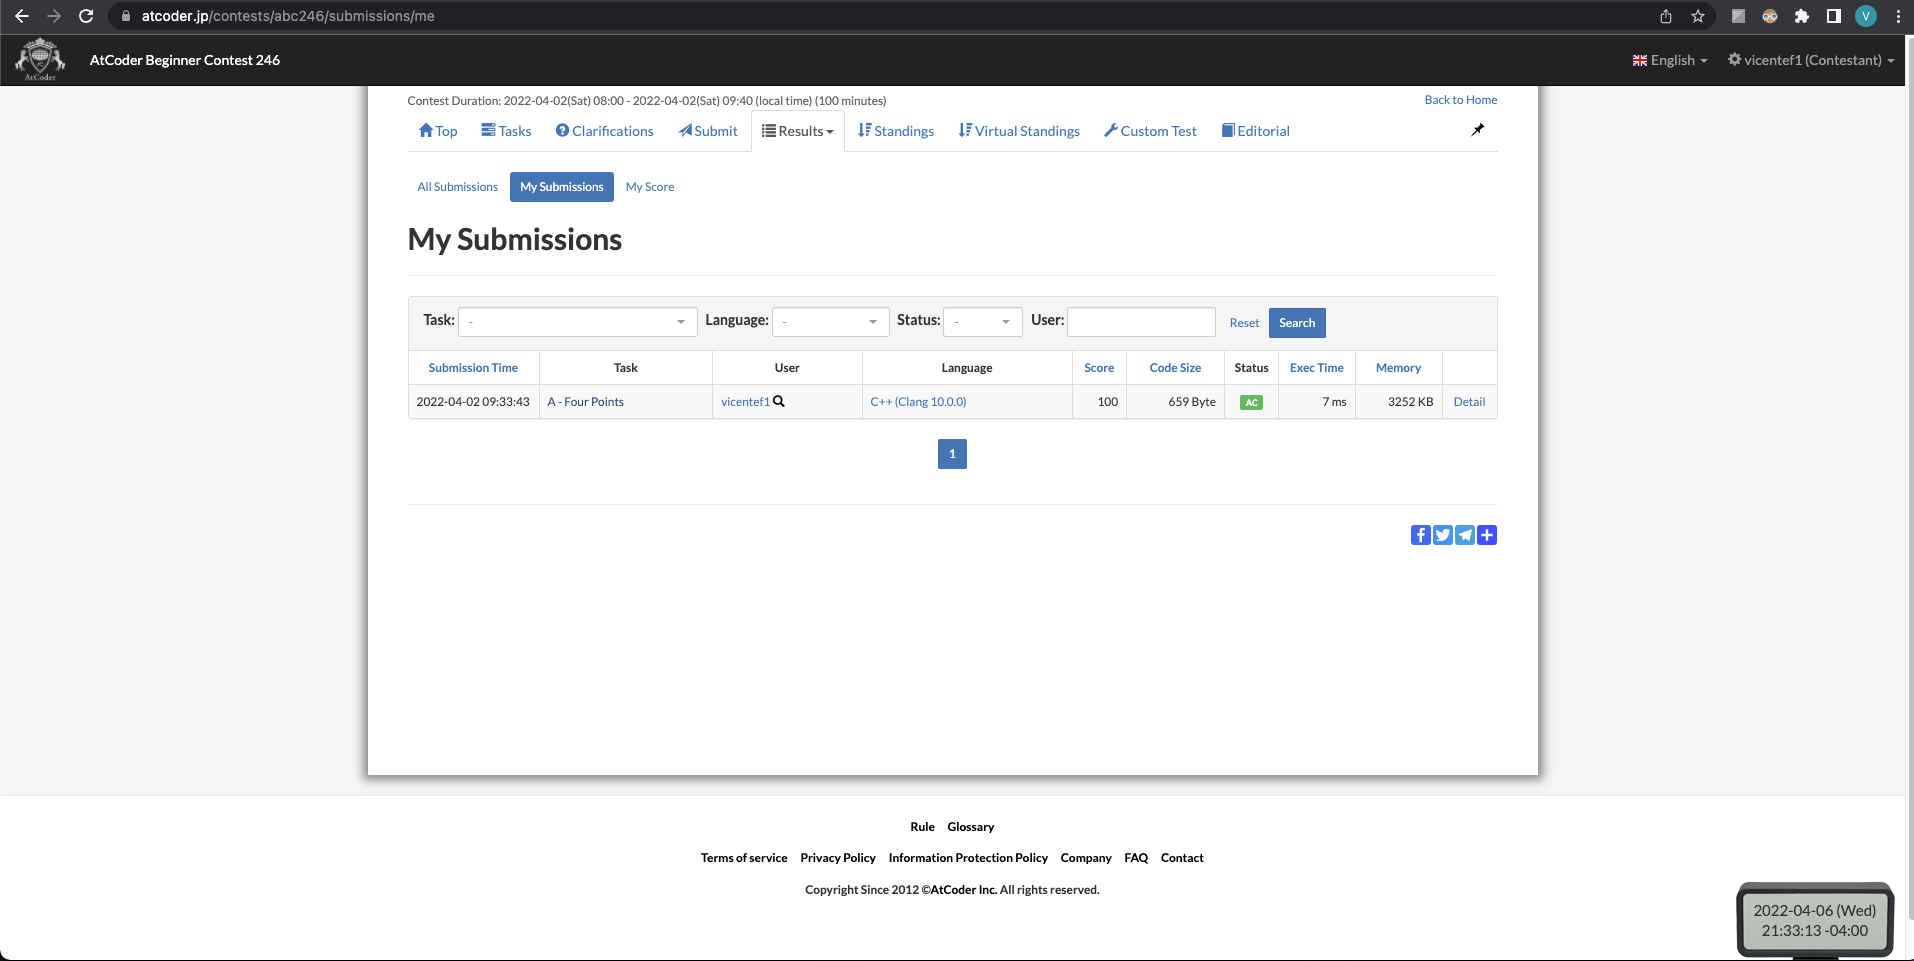 atcoder.jp/contests/abc246/submissions/me
V
AtCoder
AtCoder Beginner Contest 246
English
vicentef1 (Contestant)
Contest Duration: 2022-04-02(Sat) 08:00 - 2022-04-02(Sat) 09:40 (local time) (100 minutes)
Back to Home
Top Tasks Clarifications Submit Results Standings Virtual Standings Custom Test Editorial
All Submissions My Submissions My Score
My Submissions
Task: - Language: - Status: - User: Reset Search
Submission Time Task User Language Score Code Size Status Exec Time Memory
2022-04-02 09:33:43 A - Four Points vicentef1 C++ (Clang 10.0.0) 100 659 Byte AC 7 ms 3252 KB Detail
1
Rule Glossary
Terms of service Privacy Policy Information Protection Policy Company FAQ Contact
Copyright Since 2012 ©AtCoder Inc. All rights reserved.
2022-04-06 (Wed)
21:33:13 -04:00